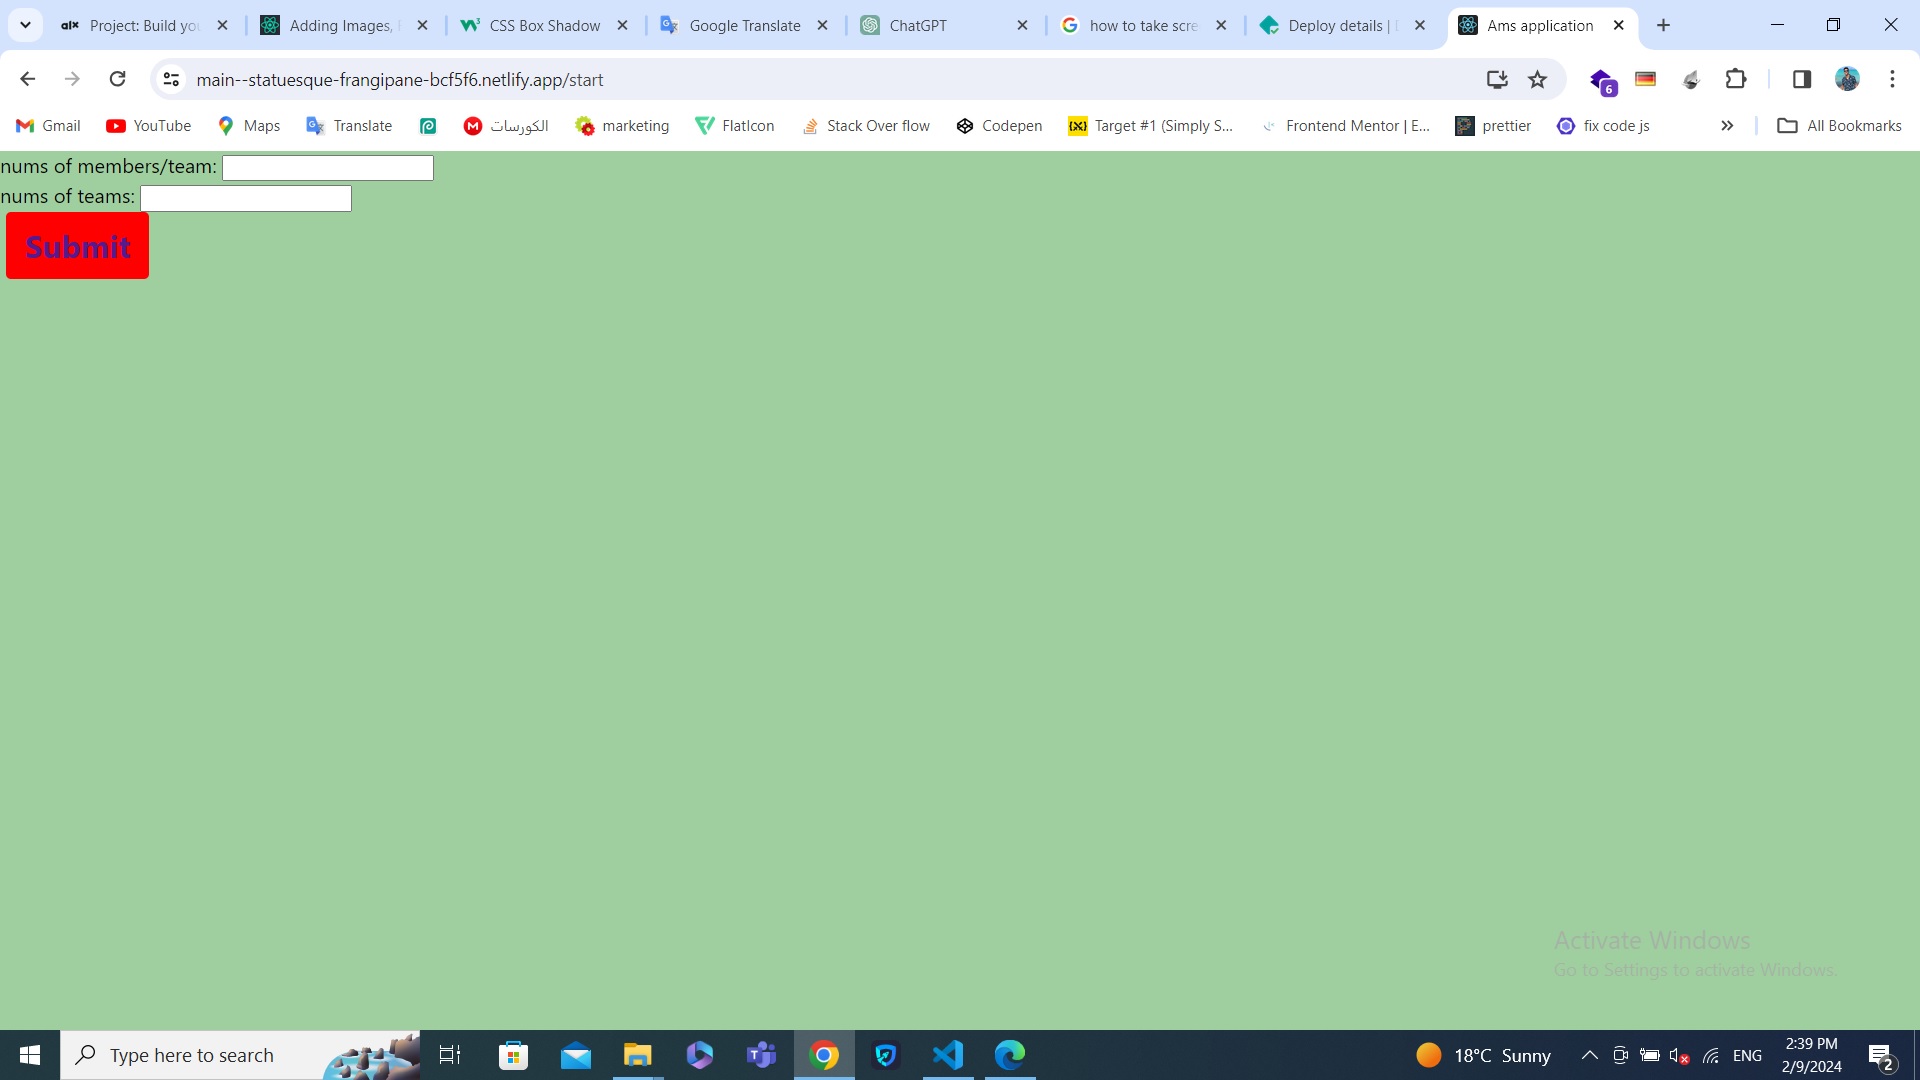 Project: Build you
Adding Images, F
CSS Box Shadow
Google Translate
ChatGPT
how to take scre
Deploy details | D
Ams application
main--statuesque-frangipane-bcf5f6.netlify.app/start
6
Gmail
YouTube
Maps
Translate
الكورسات
marketing
FlatIcon
Stack Over flow
Codepen
Target #1 (Simply S...
Frontend Mentor | E...
prettier
fix code js
All Bookmarks
nums of members/team:
nums of teams:
Submit
Activate Windows
Go to Settings to activate Windows.
Type here to search
18°C Sunny
ENG
2:39 PM
2/9/2024
2